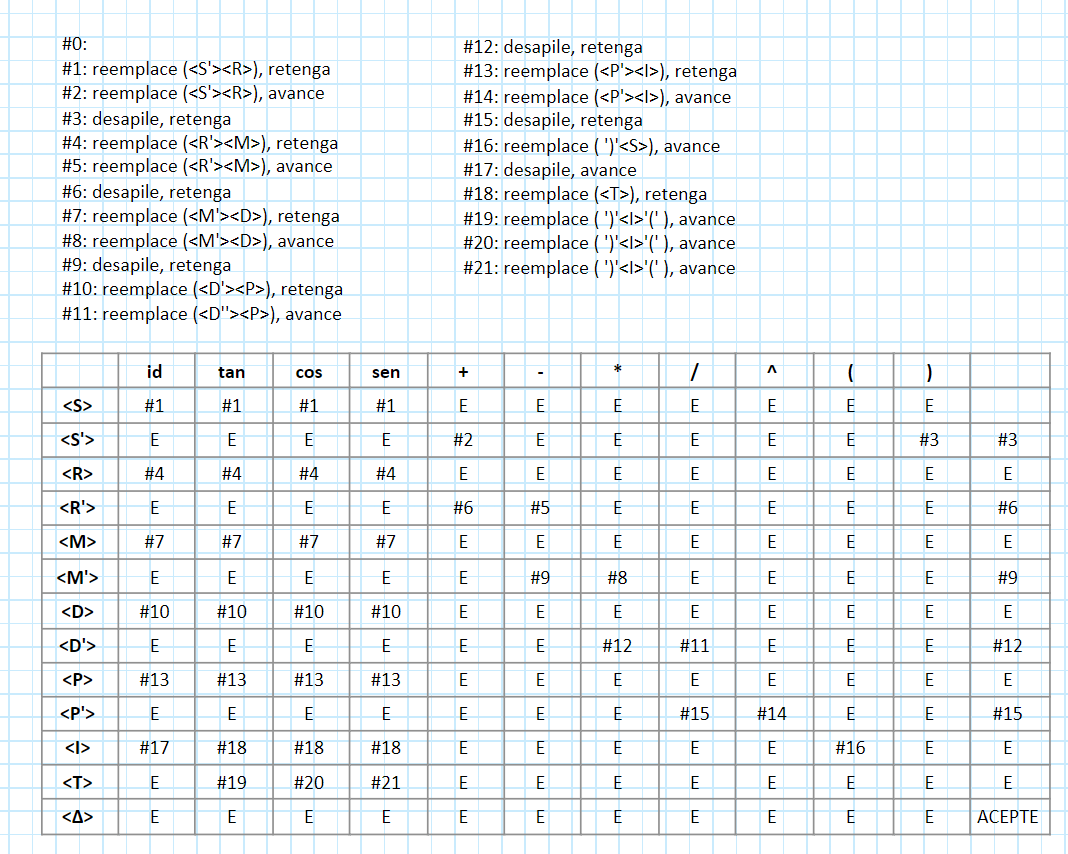 #0:
#1: reemplace (<S'><R>), retenga
#2: reemplace (<S'><R>), avance
#3: desapile, retenga
#4: reemplace (<R'><M>), retenga
#5: reemplace (<R'><M>), avance
#6: desapile, retenga
#7: reemplace (<M'><D>), retenga
#8: reemplace (<M'><D>), avance
#9: desapile, retenga
#10: reemplace (<D'><P>), retenga
#11: reemplace (<D''><P>), avance
#12: desapile, retenga
#13: reemplace (<P'><I>), retenga
#14: reemplace (<P'><I>), avance
#15: desapile, retenga
#16: reemplace ( ')'<S>), avance
#17: desapile, avance
#18: reemplace (<T>), retenga
#19: reemplace ( ')'<I>'(' ), avance
#20: reemplace ( ')'<I>'(' ), avance
#21: reemplace ( ')'<I>'(' ), avance
id tan cos sen + - * / ^ ( )
<S> #1 #1 #1 #1 E E E E E E E
<S'> E E E E #2 E E E E E #3 #3
<R> #4 #4 #4 #4 E E E E E E E E
<R'> E E E E #6 #5 E E E E E #6
<M> #7 #7 #7 #7 E E E E E E E E
<M'> E E E E E #9 #8 E E E E #9
<D> #10 #10 #10 #10 E E E E E E E E
<D'> E E E E E E #12 #11 E E E #12
<P> #13 #13 #13 #13 E E E E E E E E
<P'> E E E E E E E #15 #14 E E #15
<I> #17 #18 #18 #18 E E E E E #16 E E
<T> E #19 #20 #21 E E E E E E E E
<Δ> E E E E E E E E E E E ACEPTE